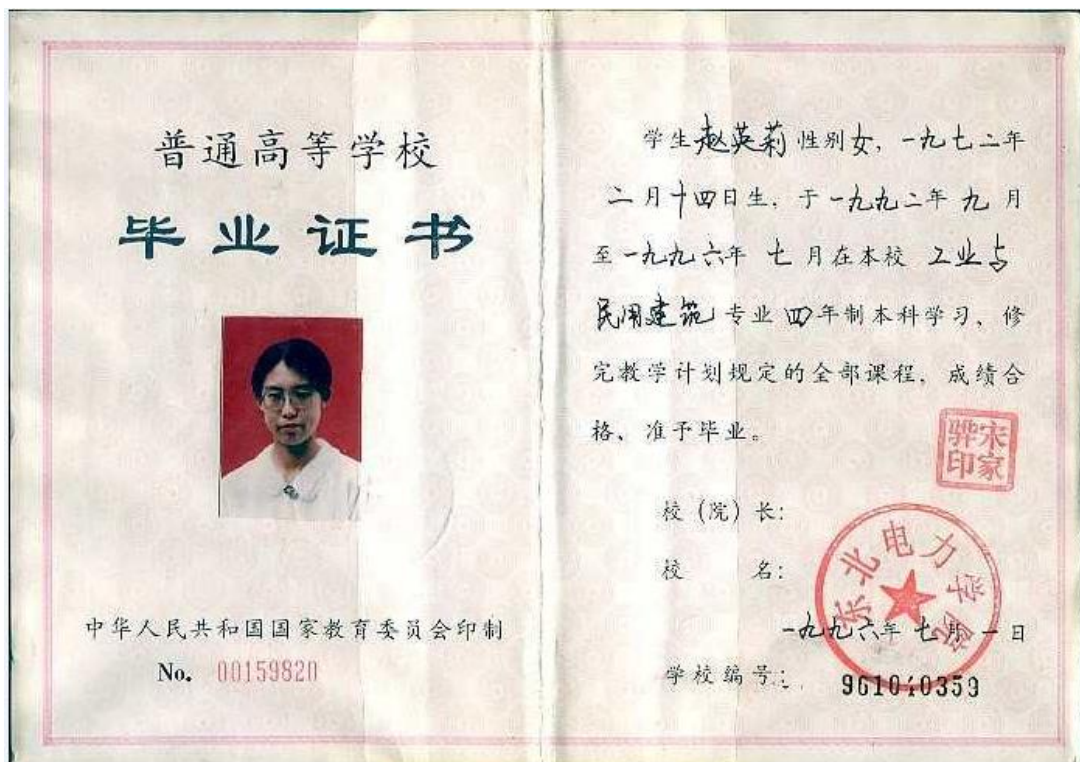 普通高等学校
毕业证书
中华人民共和国国家教育委员会印制
No. 00159820
学生赵英莉性别女，一九七二年
二月十四日生．于一九九二年九月
至一九九六年七月在本校工业与
民用建筑专业四年制本科学习、修
完教学计划规定的全部课程，成绩合
格、准予毕业。
宋家骅印
校（院）长：
校名：
东北电力学院
一九九六年七月一日
学校编号： 961040359